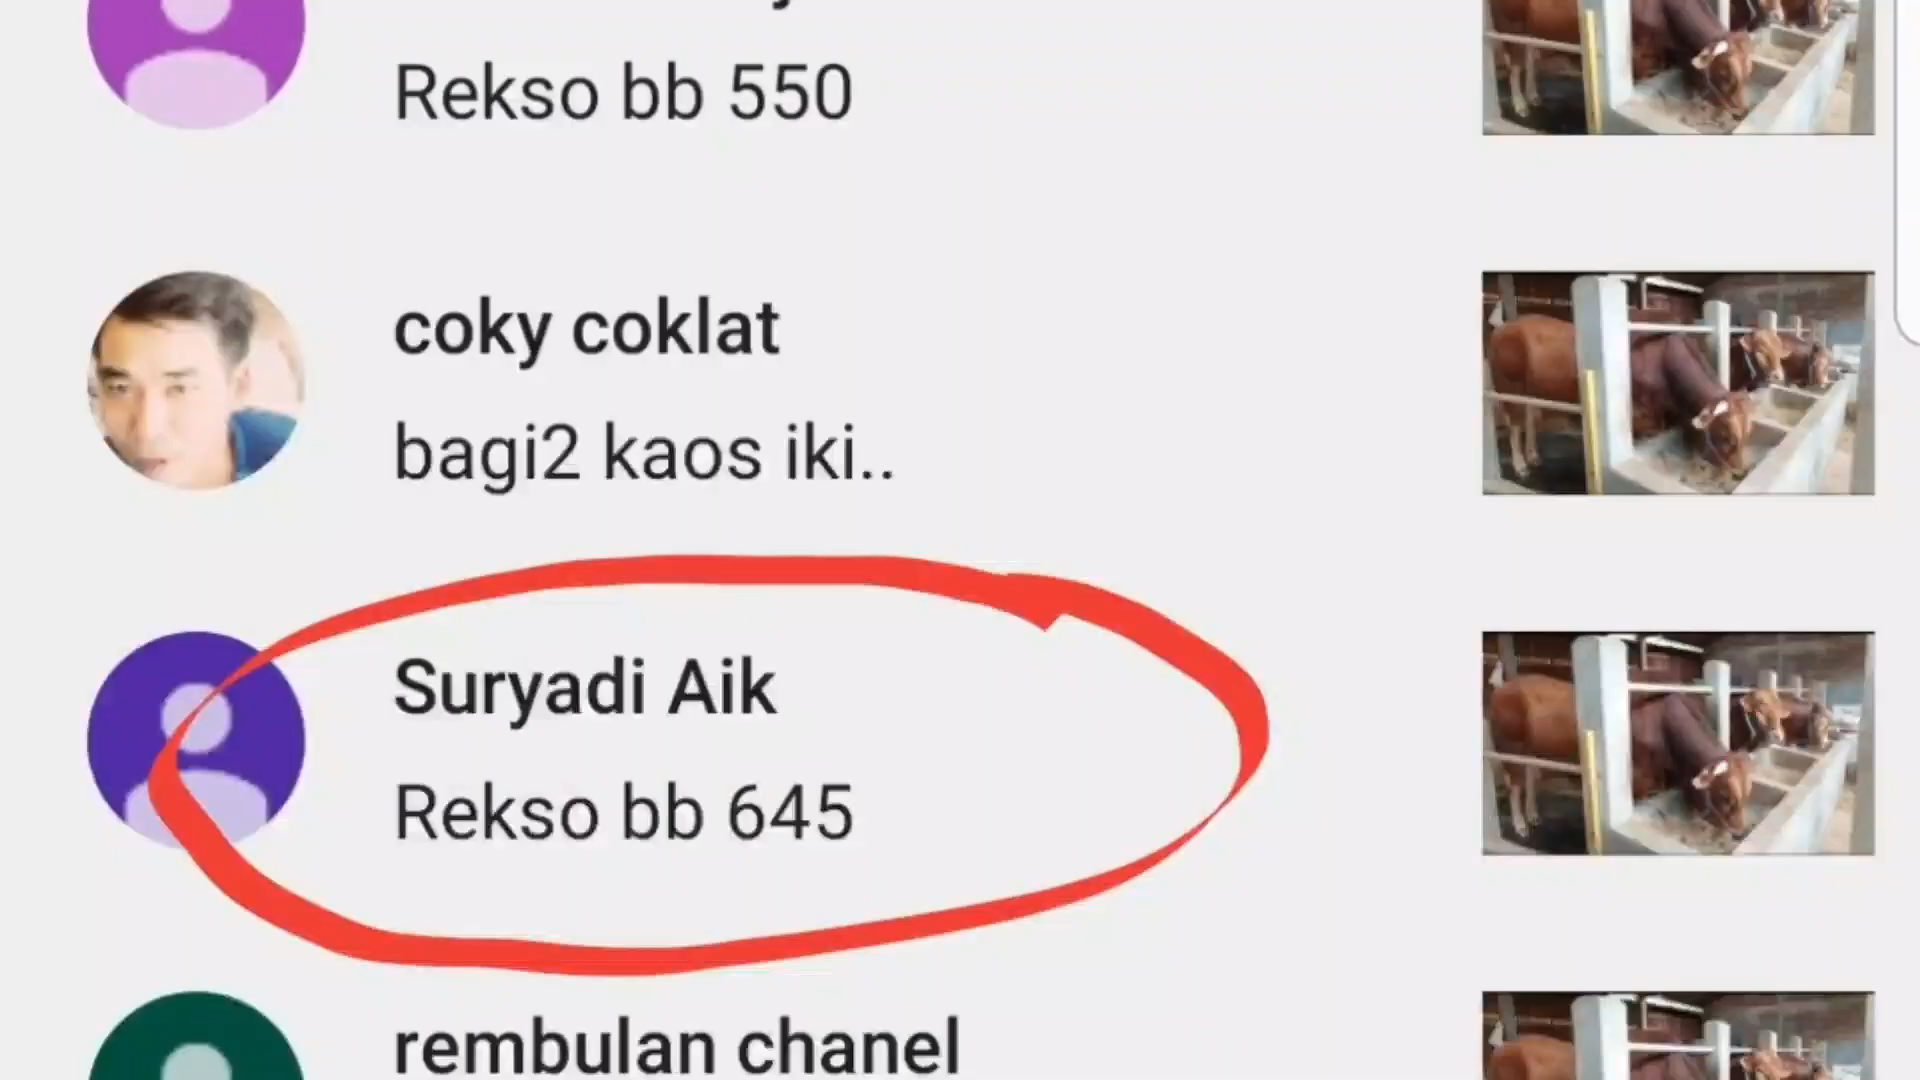 Rekso bb 550
coky coklat
bagi2 kaos iki..
Suryadi Aik
Rekso bb 645
rembulan chanel